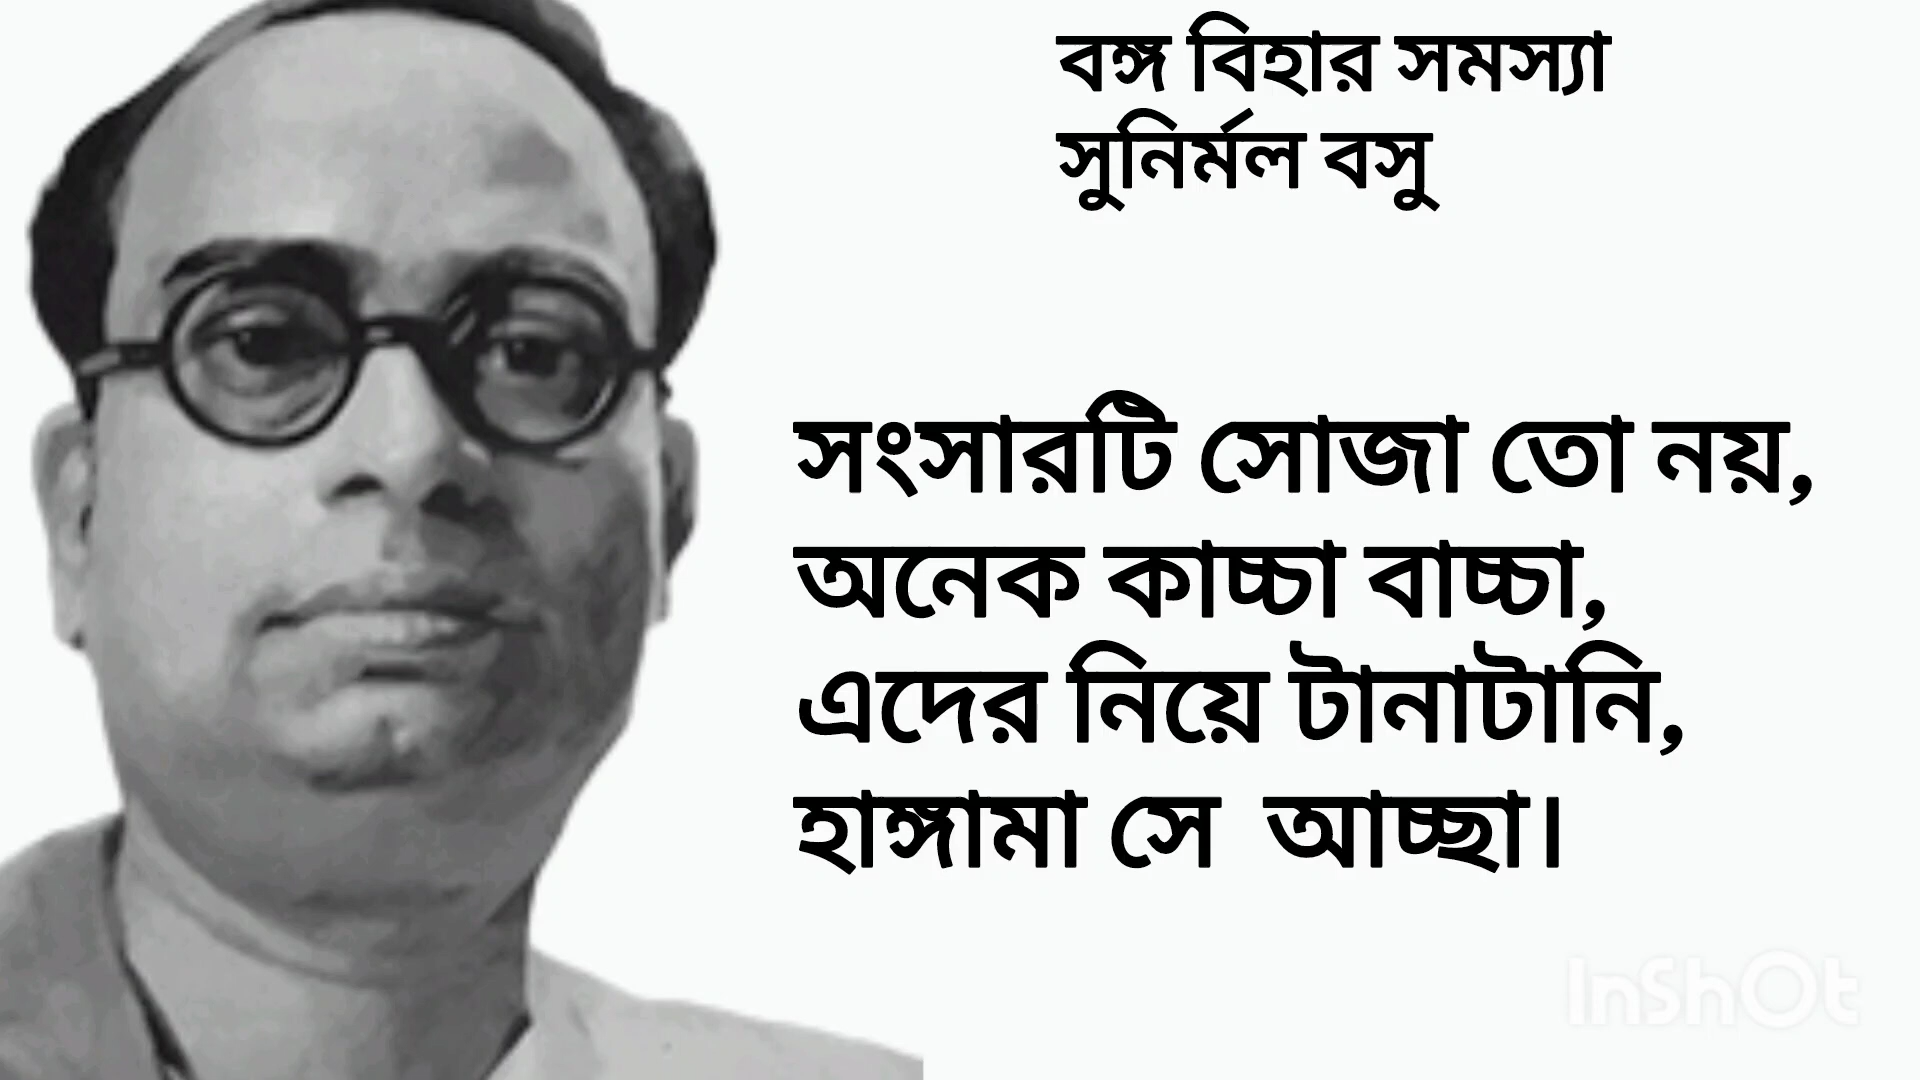 বঙ্গ বিহার সমস্যা
সুনির্মল বসু
সংসারটি সোজা তো নয়,
অনেক কাচ্চা বাচ্চা,
এদের নিয়ে টানাটানি,
হাঙ্গামা সে আচ্ছা।
InShOt